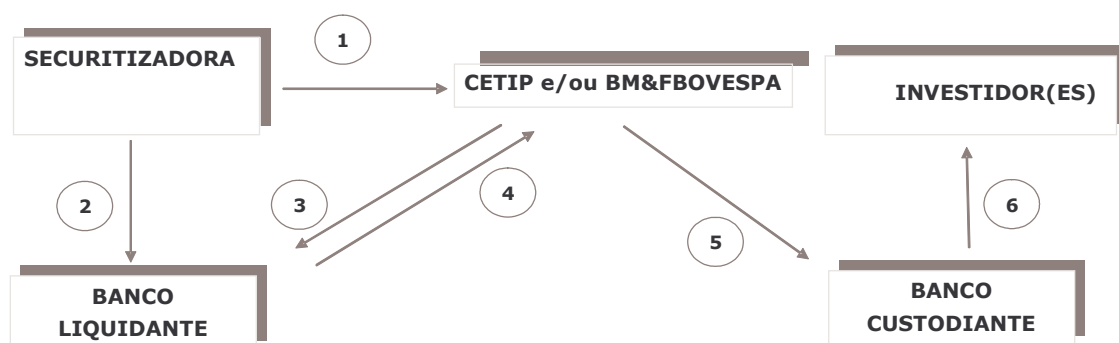 1
SECURITIZADORA
CETIP e/ou BM&FBOVESPA
INVESTIDOR(ES)
2
3
4
5
6
BANCO
LIQUIDANTE
BANCO
CUSTODIANTE